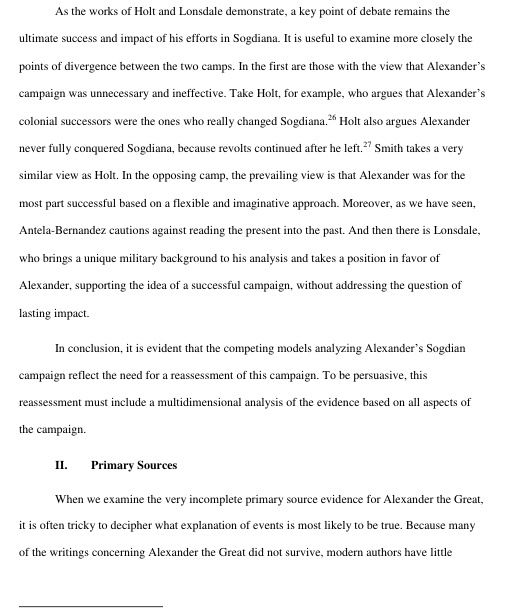 As the works of Holt and Lonsdale demonstrate, a key point of debate remains the
ultimate success and impact of his efforts in Sogdiana. It is useful to examine more closely the
points of divergence between the two camps. In the first are those with the view that Alexander's
campaign was unnecessary and ineffective. Take Holt, for example, who argues that Alexander's
colonial successors were the ones who really changed Sogdiana.26 Holt also argues Alexander
never fully conquered Sogdiana, because revolts continued after he left.27 Smith takes a very
similar view as Holt. In the opposing camp, the prevailing view is that Alexander was for the
most part successful based on a flexible and imaginative approach. Moreover, as we have seen,
Antela-Bernandez cautions against reading the present into the past. And then there is Lonsdale,
who brings a unique military background to his analysis and takes a position in favor of
Alexander, supporting the idea of a successful campaign, without addressing the question of
lasting impact.
In conclusion, it is evident that the competing models analyzing Alexander's Sogdian
campaign reflect the need for a reassessment of this campaign. To be persuasive, this
reassessment must include a multidimensional analysis of the evidence based on all aspects of
the campaign.
II. Primary Sources
When we examine the very incomplete primary source evidence for Alexander the Great,
it is often tricky to decipher what explanation of events is most likely to be true. Because many
of the writings concerning Alexander the Great did not survive, modern authors have little